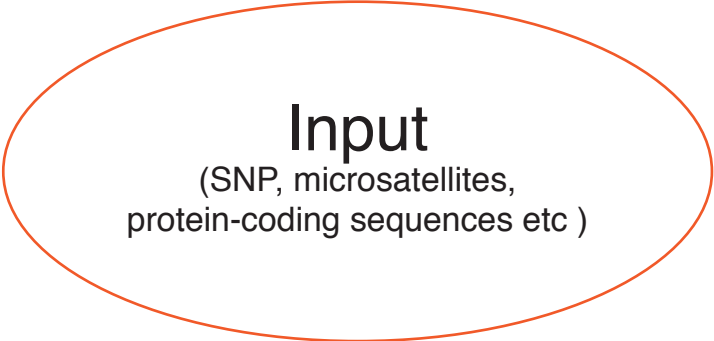 Input
(SNP, microsatellites,
protein-coding sequences etc )